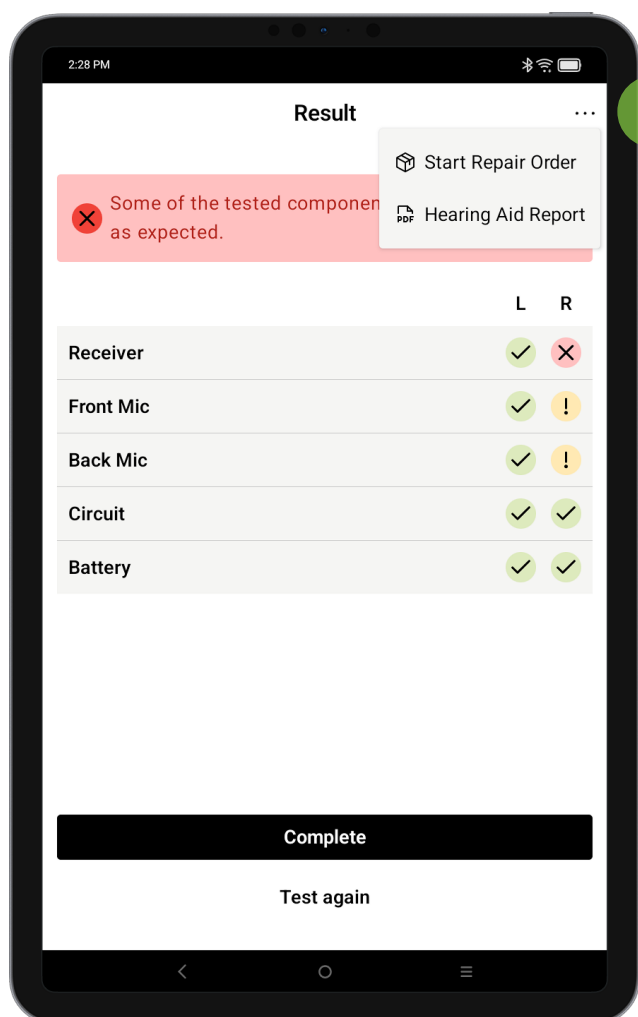 2:28 PM
Result
Start Repair Order
PDF
Hearing Aid Report
Some of the tested
as expected.
L R
Receiver
Front Mic
!
Back Mic
!
Circuit
Battery
Complete
Test again